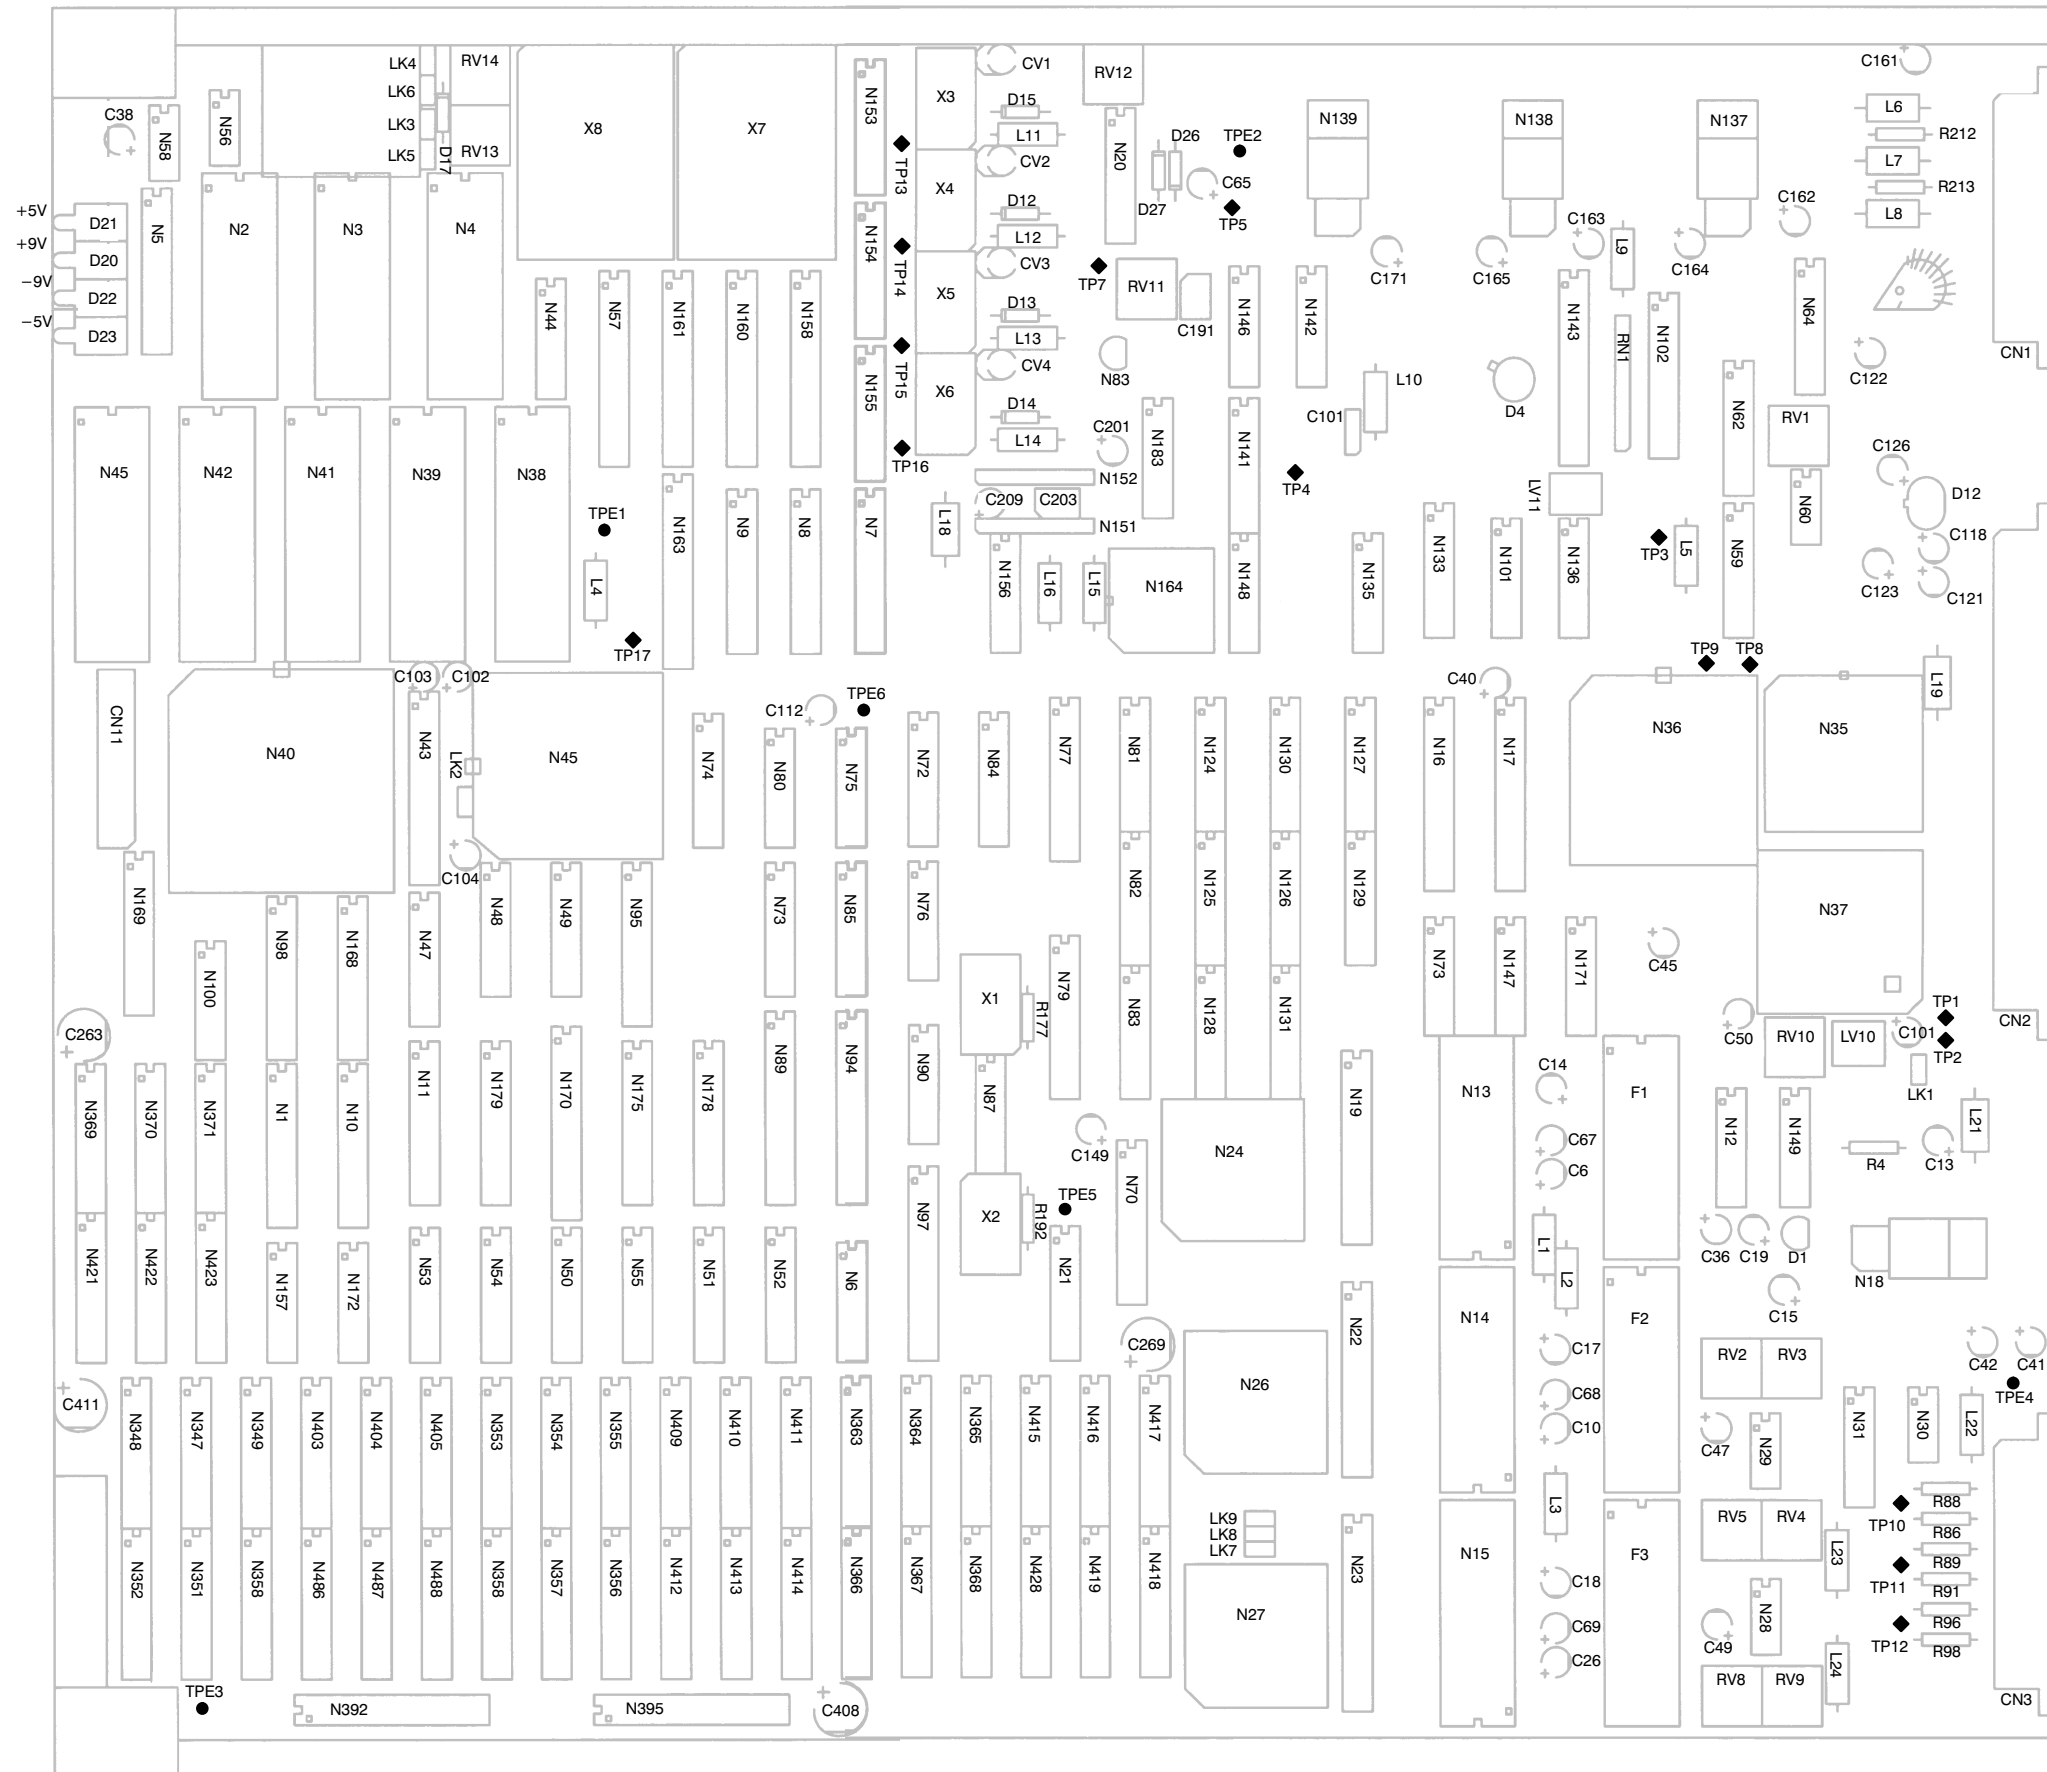 LK4 RV14 CV1 RV12 C161
LK6 X3 L6
C38 N58 N56 LK3 X8 X7 N153 D15 L11 D26 TPE2 N139 N138 N137 R212
LK5 D17 RV13 TP13 CV2 N20 L7
X4 C65 R213
+5V D21 N5 N2 N3 N4 D12 D27 TP5 C163 C162 L8
+9V D20 N154 TP14 L12 L9 C164
−9V D22 X5 CV3 TP7 RV11 C171 C165
−5V D23 N44 N57 N161 N160 N158 D13 C191 N146 N142 N143 RN1 N102 N64
L13 CN1
TP15 CV4 N83 L10 C122
N155 X6 D14 C101 D4 N62 RV1
L14 C201 N183 N141
N45 N42 N41 N39 N38 TP16 N152 TP4 C126
C209 C203 LV11 N60 D12
TPE1 N163 N9 N8 N7 L18 N151 C118
N133 N101 N136 TP3 L5 N59
L4 N156 L16 L15 N164 N148 N135 C123 C121
TP17 TP9 TP8
C103 C102 C40 L19
CN11 C112 TPE6
N40 N43 LK2 N45 N74 N80 N75 N72 N84 N77 N81 N124 N130 N127 N16 N17 N36 N35
C104
N169 N98 N168 N47 N48 N49 N95 N73 N85 N76 N82 N125 N126 N129 N37
N100 X1 R177 N79 N83 N128 N131 N73 N147 N171 C45
C263 C50 RV10 LV10 C101 TP1
TP2 CN2
N369 N370 N371 N1 N10 N11 N179 N170 N175 N178 N89 N94 N90 N87 N19 N13 C14 F1 LK1
C149 N24 C67 N12 N149 R4 C13 L21
C6
N97 X2 R192 TPE5 N70
N421 N422 N423 N157 N172 N53 N54 N50 N55 N51 N52 N6 N21 L1 C36 C19 D1 N18
L2 C15
C269 N22 N14 F2 C17 RV2 RV3 C42 C41
N26 C68 TPE4
C411 N348 N347 N349 N403 N404 N405 N353 N354 N355 N409 N410 N411 N363 N364 N365 N415 N416 N417 C10 C47 N29 N31 N30 L22
R88
LK9 L3 RV5 RV4 TP10
LK8 R86
LK7
N352 N351 N358 N486 N487 N488 N358 N357 N356 N412 N413 N414 N366 N367 N368 N428 N419 N418 N23 N15 F3 L23 R89
C18 TP11 R91
N27 C69 C49 N28 R96
TP12 R98
C26 L24
TPE3 RV8 RV9 CN3
N392 N395 C408